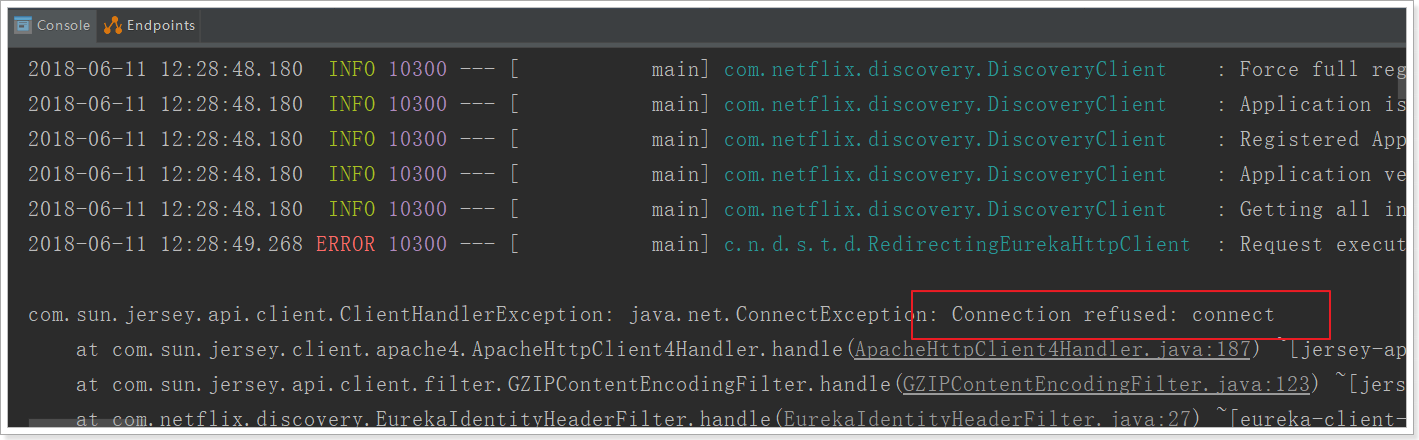 Console Endpoints
2018-06-11 12:28:48.180  INFO 10300 --- [           main] com.netflix.discovery.DiscoveryClient    : Force full reg
2018-06-11 12:28:48.180  INFO 10300 --- [           main] com.netflix.discovery.DiscoveryClient    : Application is
2018-06-11 12:28:48.180  INFO 10300 --- [           main] com.netflix.discovery.DiscoveryClient    : Registered App
2018-06-11 12:28:48.180  INFO 10300 --- [           main] com.netflix.discovery.DiscoveryClient    : Application ve
2018-06-11 12:28:48.180  INFO 10300 --- [           main] com.netflix.discovery.DiscoveryClient    : Getting all in
2018-06-11 12:28:49.268 ERROR 10300 --- [           main] c.n.d.s.t.d.RedirectingEurekaHttpClient  : Request execut
com.sun.jersey.api.client.ClientHandlerException: java.net.ConnectException: Connection refused: connect
    at com.sun.jersey.client.apache4.ApacheHttpClient4Handler.handle(ApacheHttpClient4Handler.java:187) ~[jersey-ap
    at com.sun.jersey.api.client.filter.GZIPContentEncodingFilter.handle(GZIPContentEncodingFilter.java:123) ~[jers
    at com.netflix.discovery.EurekaIdentityHeaderFilter.handle(EurekaIdentityHeaderFilter.java:27) ~[eureka-client-